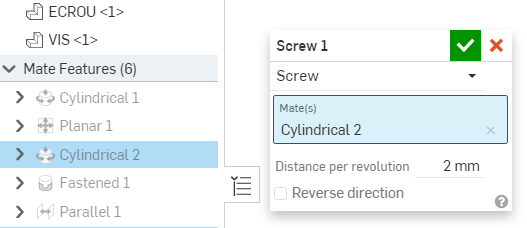 ECROU <1>
VIS <1>
Mate Features (6)
Cylindrical 1
Planar 1
Cylindrical 2
Fastened 1
Parallel 1
Screw 1
Screw
Mate(s)
Cylindrical 2
Distance per revolution 2 mm
Reverse direction